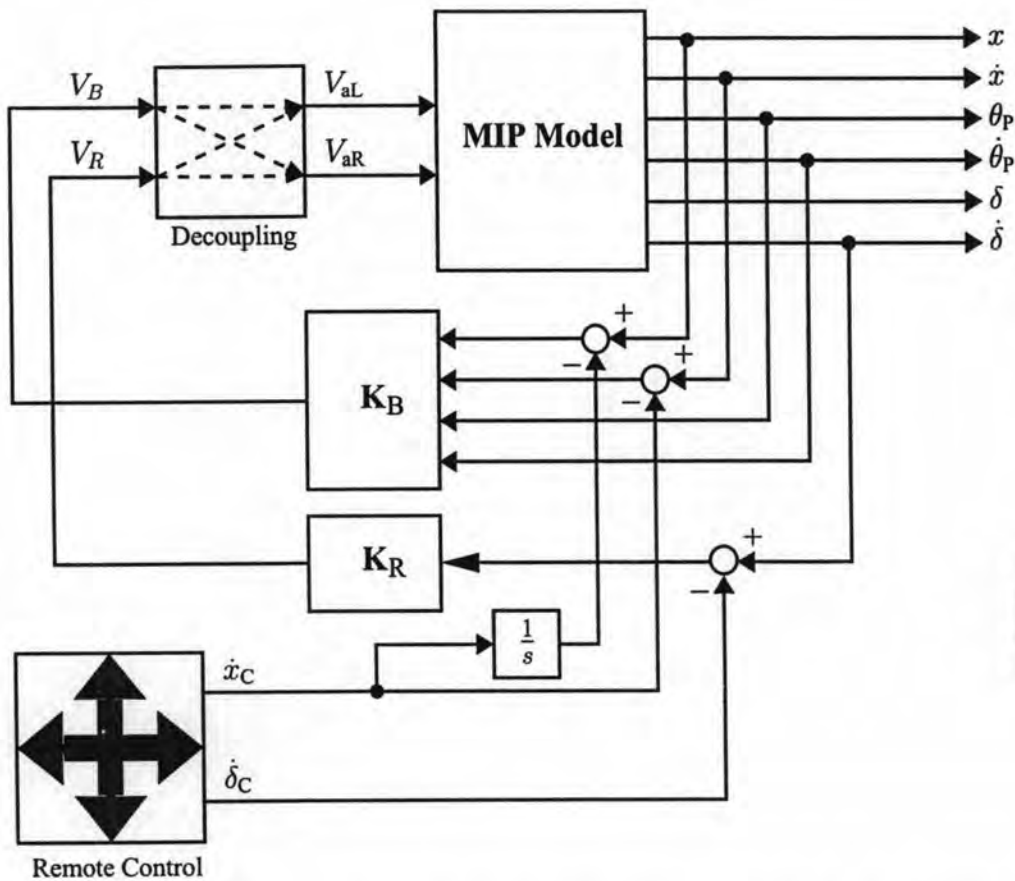 x
V_B
V_aL
ẋ
MIP Model
θ_P
V_R
V_aR
θ̇_P
δ
Decoupling
δ̇
+
−
+
K_B
−
+
K_R
−
1
s
ẋ_C
δ̇_C
Remote Control